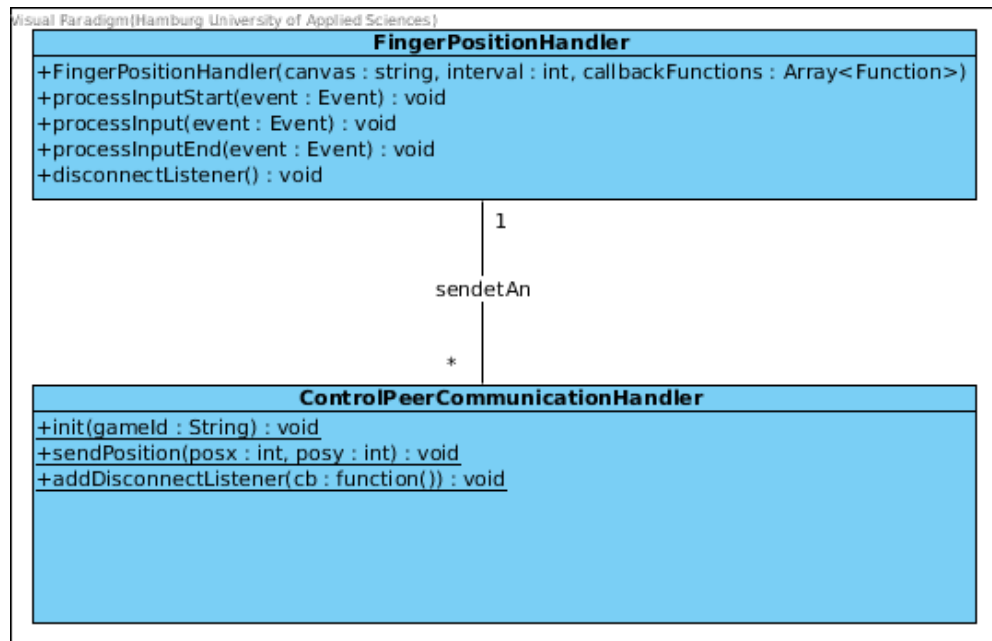 Visual Paradigm(Hamburg University of Applied Sciences)
FingerPositionHandler
+FingerPositionHandler(canvas : string, interval : int, callbackFunctions : Array<Function>)
+processInputStart(event : Event) : void
+processInput(event : Event) : void
+processInputEnd(event : Event) : void
+disconnectListener() : void
1
sendetAn
*
ControlPeerCommunicationHandler
+init(gameId : String) : void
+sendPosition(posx : int, posy : int) : void
+addDisconnectListener(cb : function()) : void